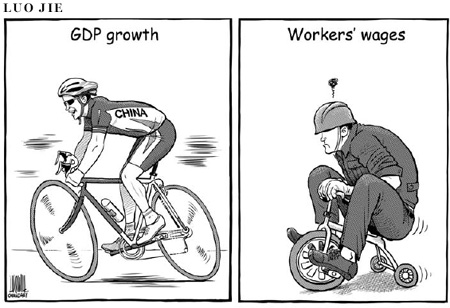 LUO JIE
GDP growth
Workers' wages
CHINA